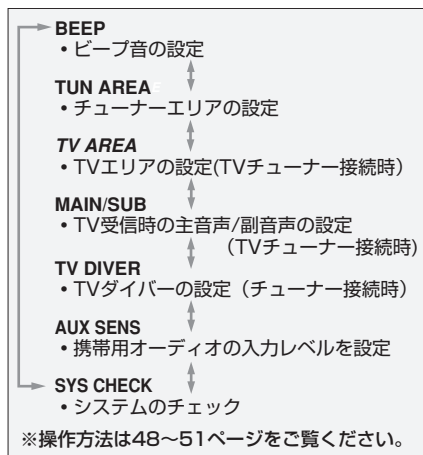 BEEP
・ビープ音の設定
TUN AREA
・チューナーエリアの設定
TV AREA
・TVエリアの設定(TVチューナー接続時)
MAIN/SUB
・TV受信時の主音声/副音声の設定
(TVチューナー接続時)
TV DIVER
・TVダイバーの設定（チューナー接続時）
AUX SENS
・携帯用オーディオの入力レベルを設定
SYS CHECK
・システムのチェック
※操作方法は48〜51ページをご覧ください。